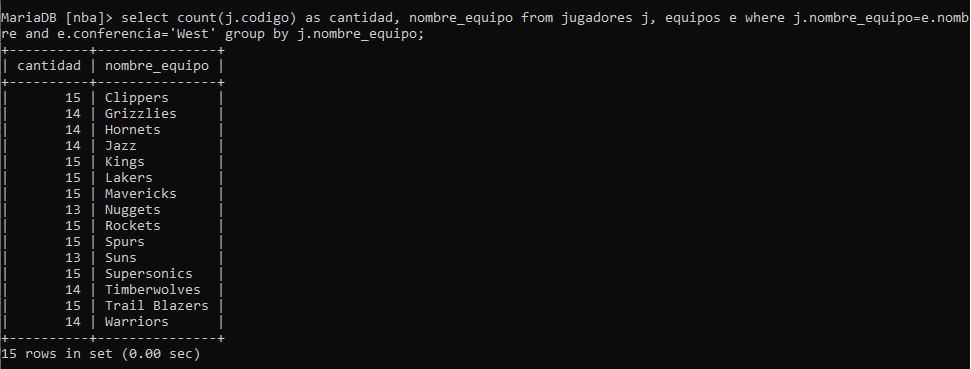 MariaDB [nba]> select count(j.codigo) as cantidad, nombre_equipo from jugadores j, equipos e where j.nombre_equipo=e.nomb
re and e.conferencia='West' group by j.nombre_equipo;
+----------+---------------+
| cantidad | nombre_equipo |
+----------+---------------+
|       15 | Clippers      |
|       14 | Grizzlies     |
|       14 | Hornets       |
|       14 | Jazz          |
|       15 | Kings         |
|       15 | Lakers        |
|       15 | Mavericks     |
|       13 | Nuggets       |
|       15 | Rockets       |
|       15 | Spurs         |
|       13 | Suns          |
|       15 | Supersonics   |
|       14 | Timberwolves  |
|       15 | Trail Blazers |
|       14 | Warriors      |
+----------+---------------+
15 rows in set (0.00 sec)